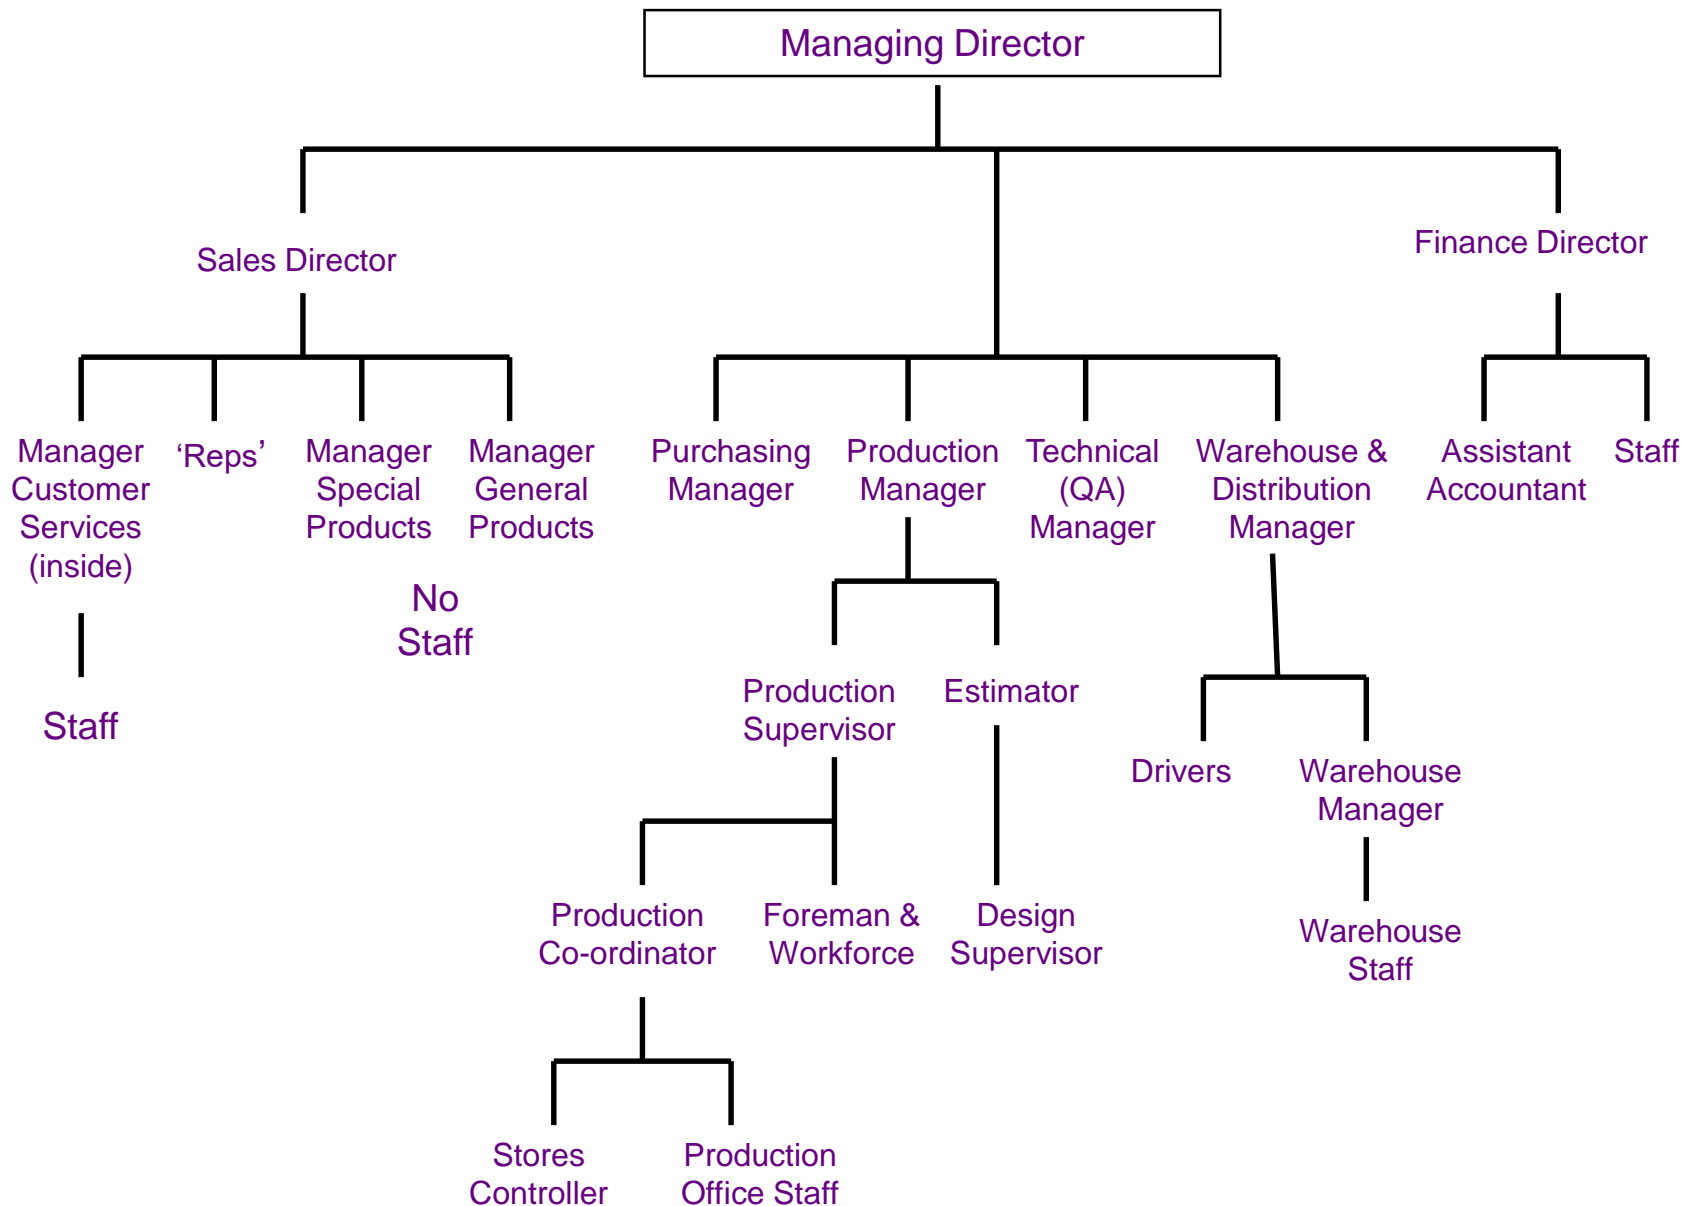 Managing Director
Sales Director
Finance Director
Manager
Customer
Services
(inside)
‘Reps’
Manager
Special
Products
Manager
General
Products
No
Staff
Staff
Purchasing
Manager
Production
Manager
Technical
(QA)
Manager
Warehouse &
Distribution
Manager
Assistant
Accountant
Staff
Production
Supervisor
Estimator
Drivers
Warehouse
Manager
Production
Co-ordinator
Foreman &
Workforce
Design
Supervisor
Warehouse
Staff
Stores
Controller
Production
Office Staff